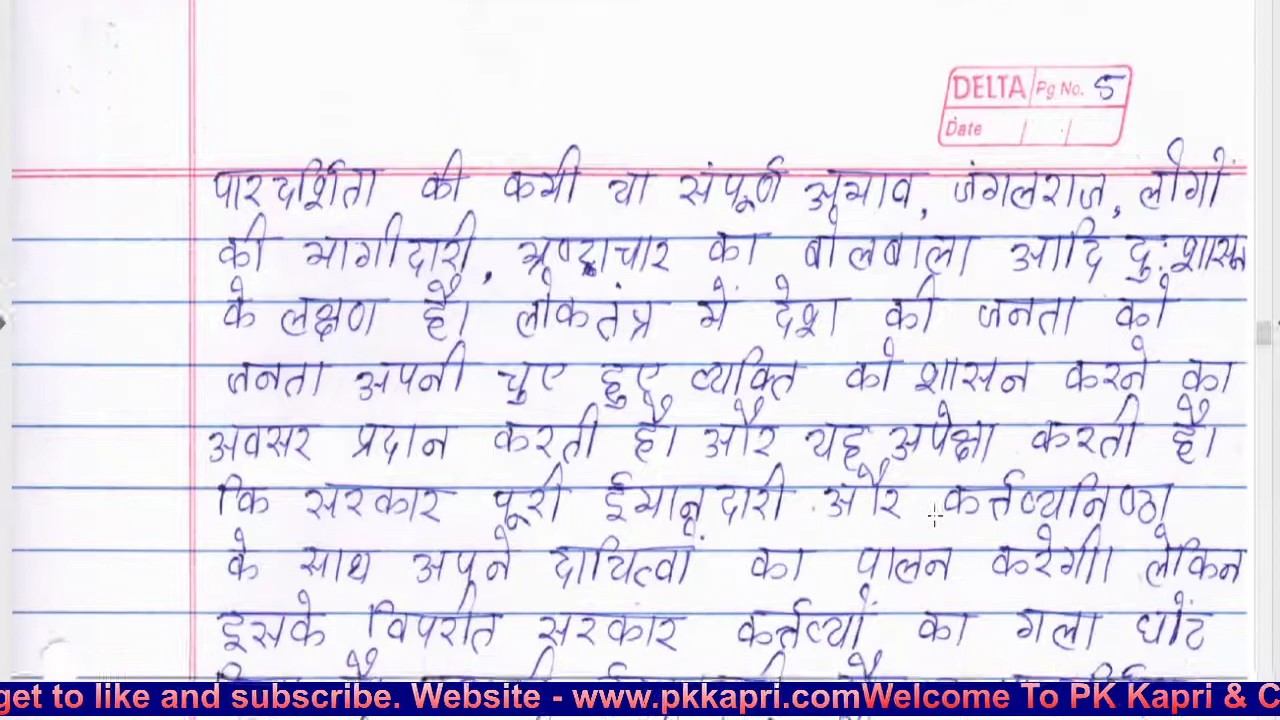 DELTA Pg No. 5
Date
पारदर्शिता की कमी या संपूर्ण अभाव, जंगलराज, लोगों
की भागीदारी, भ्रष्टाचार का बोलबाला आदि दुःशासन
के लक्षण है। लोकतंत्र में देश की जनता को
जनता अपनी चुए हुए व्यक्ति को शासन करने का
अवसर प्रदान करती है। और यह अपेक्षा करती है।
कि सरकार पूरी ईमानदारी और कर्त्तव्यनिष्ठा
के साथ अपने दायित्वों का पालन करेगी। लेकिन
इसके विपरीत सरकार कर्त्तव्यों का गला घोंट
get to like and subscribe. Website - www.pkkapri.comWelcome To PK Kapri & C